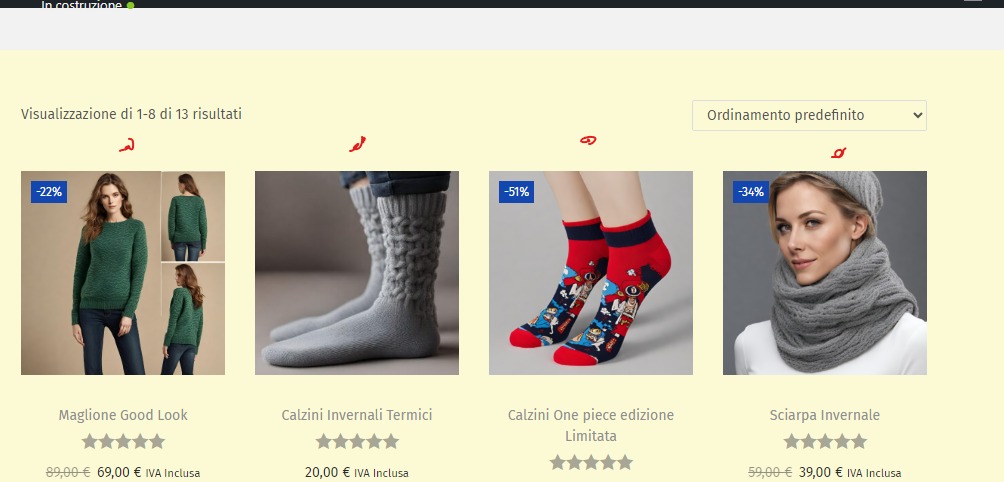 In costruzione
Visualizzazione di 1-8 di 13 risultati
Ordinamento predefinito
-22%
-51%
-34%
Maglione Good Look
Calzini Invernali Termici
Calzini One piece edizione
Limitata
Sciarpa Invernale
89,00 € 69,00 € IVA Inclusa
20,00 € IVA Inclusa
59,00 € 39,00 € IVA Inclusa